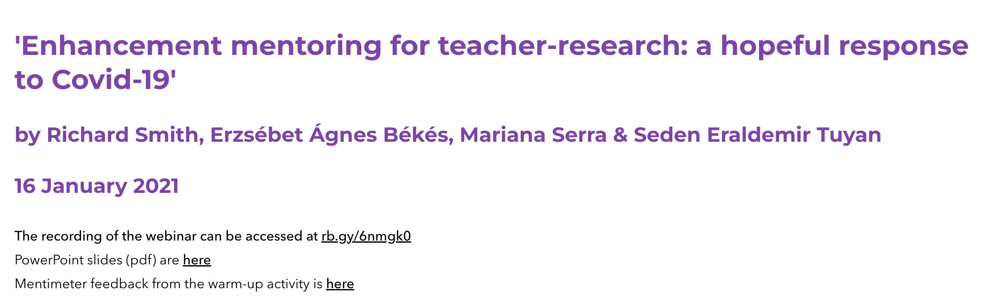 'Enhancement mentoring for teacher-research: a hopeful response
to Covid-19'
by Richard Smith, Erzsébet Ágnes Békés, Mariana Serra & Seden Eraldemir Tuyan
16 January 2021
The recording of the webinar can be accessed at rb.gy/6nmgk0
PowerPoint slides (pdf) are here
Mentimeter feedback from the warm-up activity is here